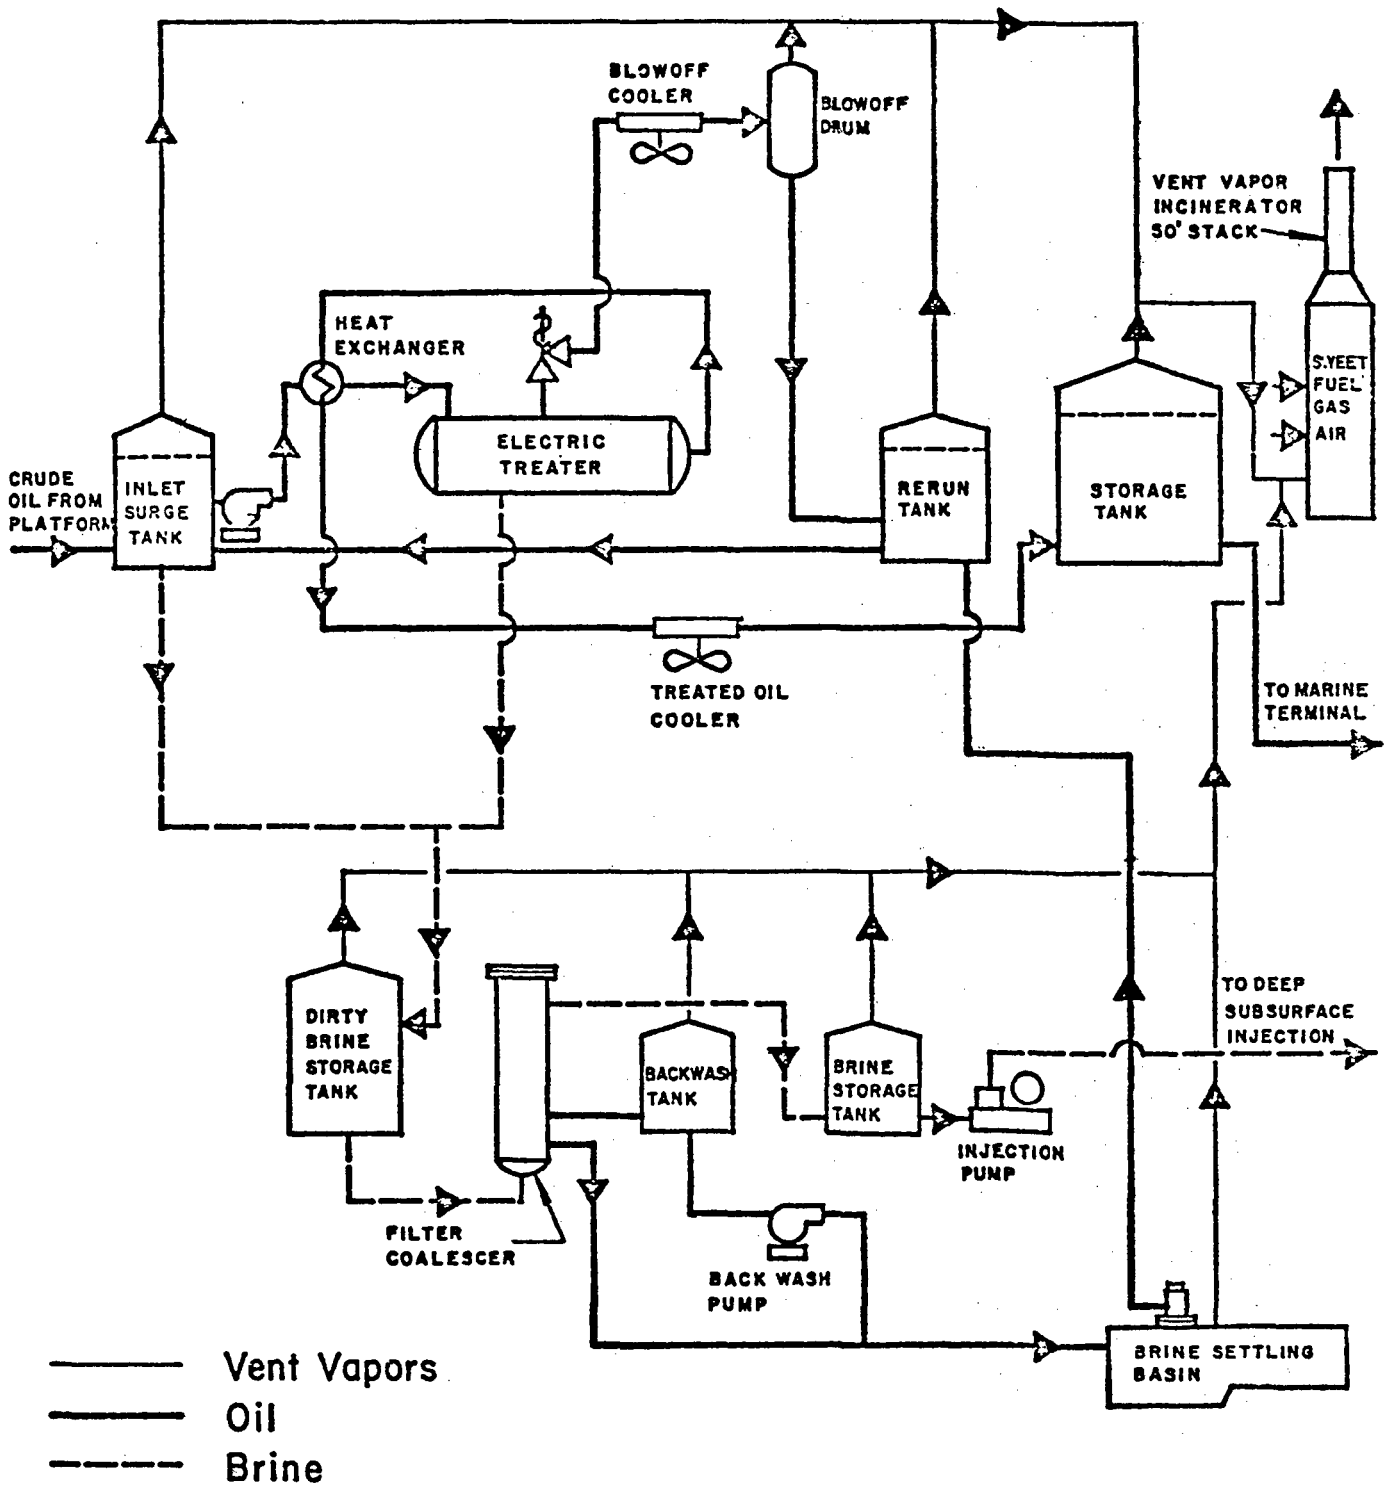 BLOWOFF
COOLER
BLOWOFF
DRUM
VENT VAPOR
INCINERATOR
50' STACK
HEAT
EXCHANGER
S.YEET
FUEL
GAS
AIR
ELECTRIC
TREATER
CRUDE
OIL FROM
PLATFORM
INLET
SURGE
TANK
RERUN
TANK
STORAGE
TANK
TREATED OIL
COOLER
TO MARINE
TERMINAL
DIRTY
BRINE
STORAGE
TANK
BACKWASH
TANK
BRINE
STORAGE
TANK
TO DEEP
SUBSURFACE
INJECTION
INJECTION
PUMP
FILTER
COALESCER
BACK WASH
PUMP
BRINE SETTLING
BASIN
Vent Vapors
Oil
Brine